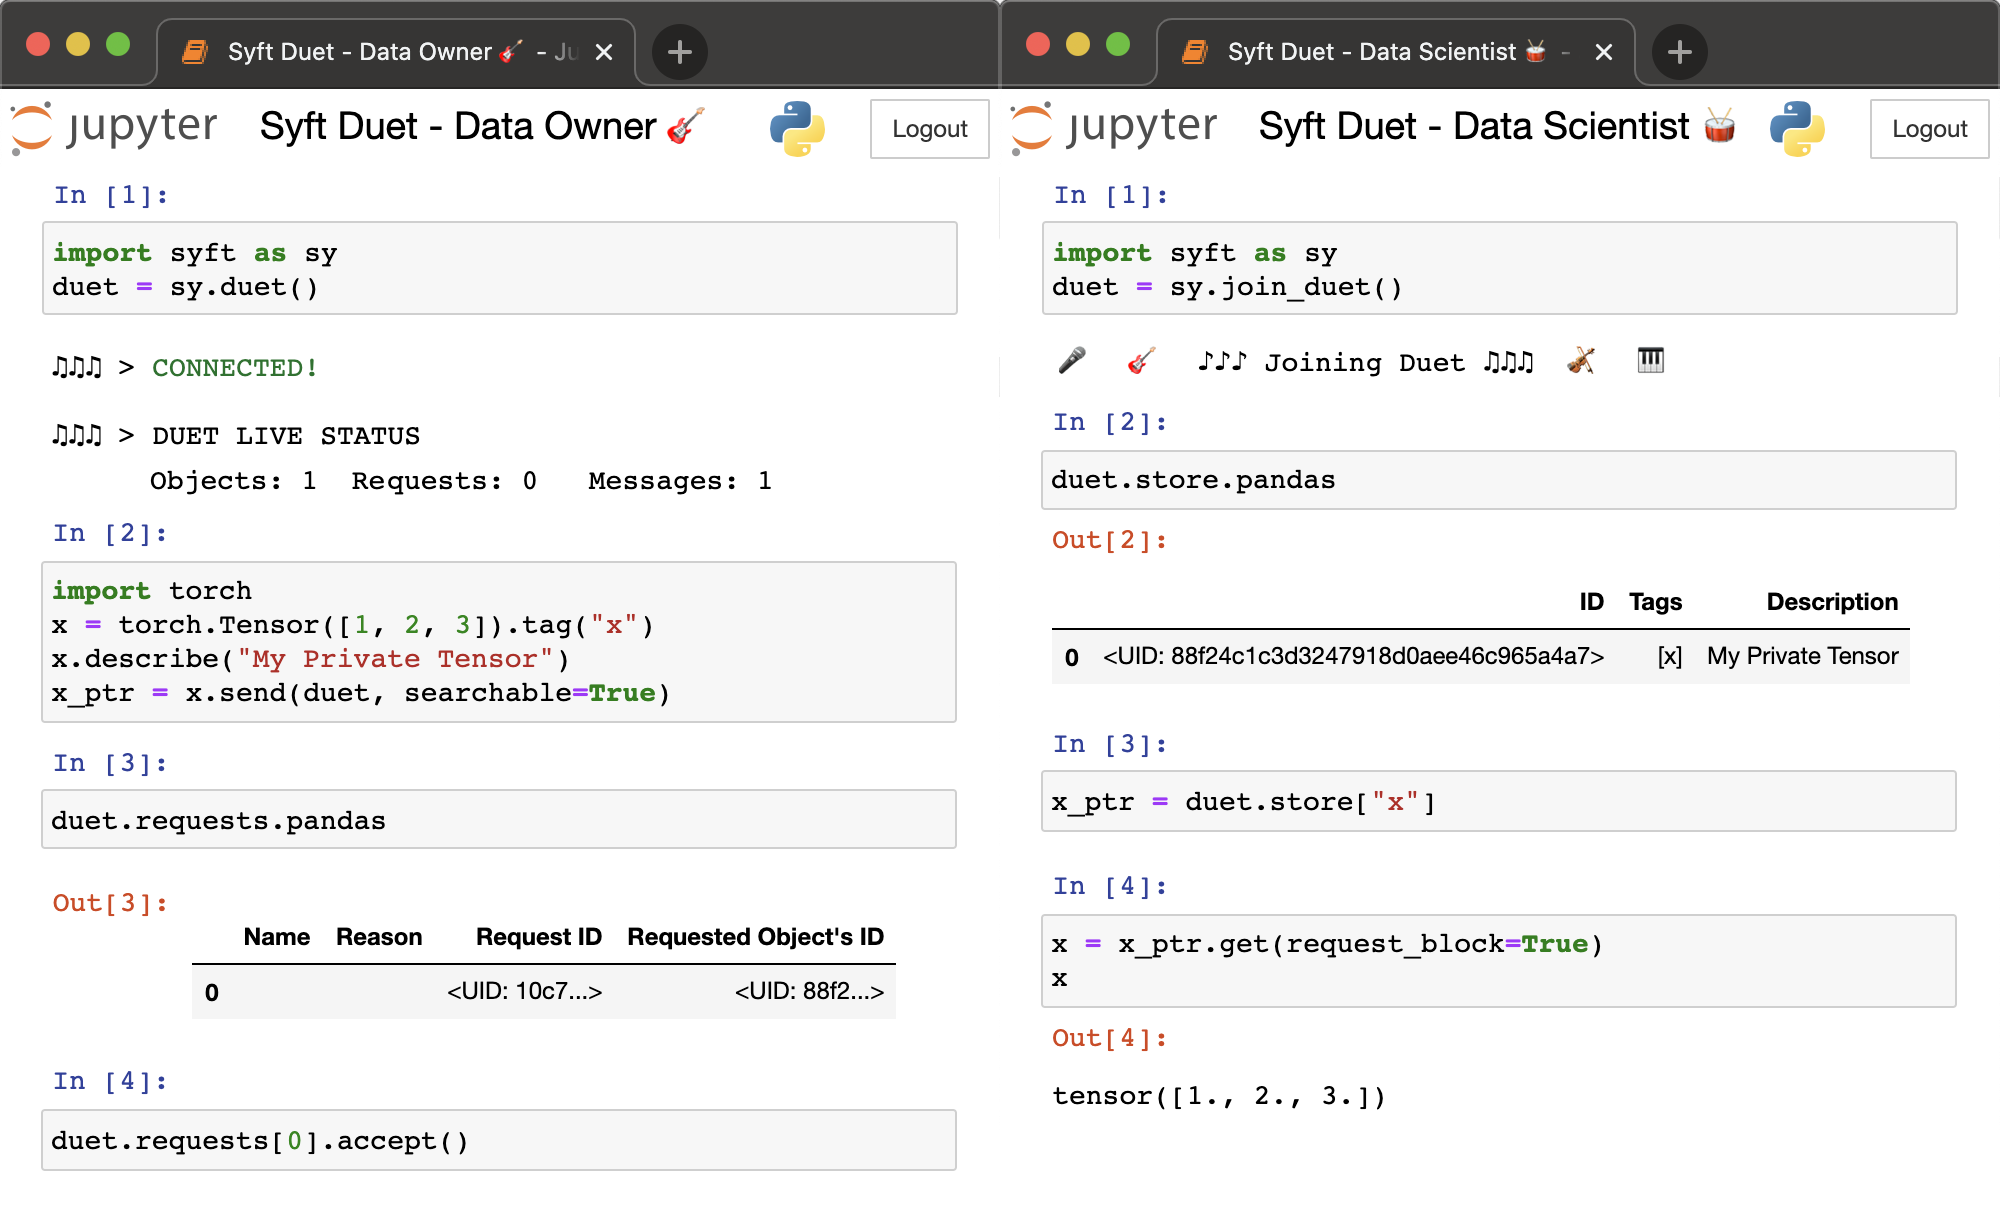 Syft Duet - Data Owner 🎸 - Ju
jupyter Syft Duet - Data Owner 🎸 Logout
In [1]:
import syft as sy
duet = sy.duet()
♫♫♫ > CONNECTED!
♫♫♫ > DUET LIVE STATUS
Objects: 1 Requests: 0 Messages: 1
In [2]:
import torch
x = torch.Tensor([1, 2, 3]).tag("x")
x.describe("My Private Tensor")
x_ptr = x.send(duet, searchable=True)
In [3]:
duet.requests.pandas
Out[3]:
Name Reason Request ID Requested Object's ID
0 <UID: 10c7...> <UID: 88f2...>
In [4]:
duet.requests[0].accept()
Syft Duet - Data Scientist 🥁 -
jupyter Syft Duet - Data Scientist 🥁 Logout
In [1]:
import syft as sy
duet = sy.join_duet()
🎤 🎸 ♪♪♪ Joining Duet ♫♫♫ 🎻 🎹
In [2]:
duet.store.pandas
Out[2]:
ID Tags Description
0 <UID: 88f24c1c3d3247918d0aee46c965a4a7> [x] My Private Tensor
In [3]:
x_ptr = duet.store["x"]
In [4]:
x = x_ptr.get(request_block=True)
x
Out[4]:
tensor([1., 2., 3.])